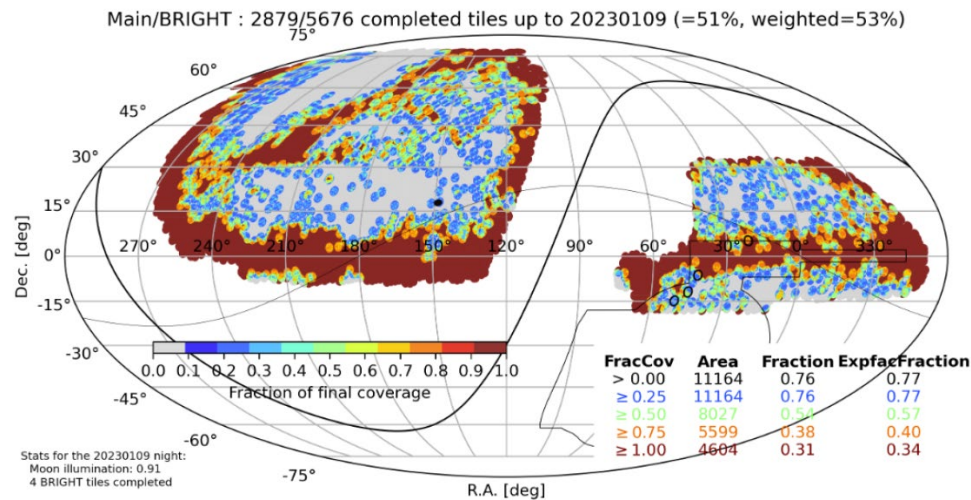 Main/BRIGHT : 2879/5676 completed tiles up to 20230109 (=51%, weighted=53%)
75°
60°
45°
30°
15°
0°
-15°
-30°
-45°
-60°
-75°
Dec. [deg]
270° 240° 210° 180° 150° 120° 90° 60° 30° 0° 330°
0.0 0.1 0.2 0.3 0.4 0.5 0.6 0.7 0.8 0.9 1.0
Fraction of final coverage
FracCov Area Fraction ExpfacFraction
> 0.00 11164 0.76 0.77
≥ 0.25 11164 0.76 0.77
≥ 0.50 8027 0.54 0.57
≥ 0.75 5599 0.38 0.40
≥ 1.00 4604 0.31 0.34
Stats for the 20230109 night:
Moon illumination: 0.91
4 BRIGHT tiles completed
R.A. [deg]